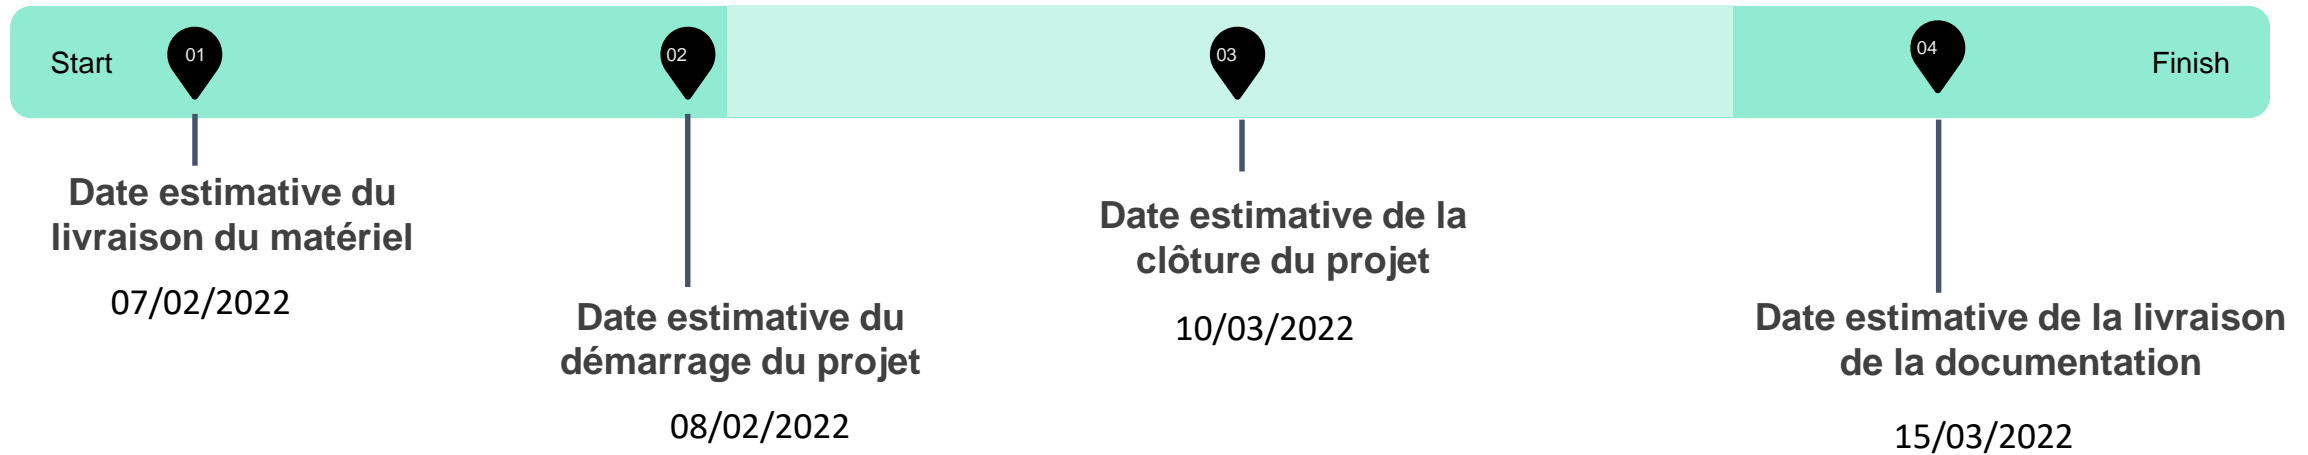 Start
01
02
03
04
Finish
Date estimative du
livraison du matériel
07/02/2022
Date estimative du
démarrage du projet
08/02/2022
Date estimative de la
clôture du projet
10/03/2022
Date estimative de la livraison
de la documentation
15/03/2022